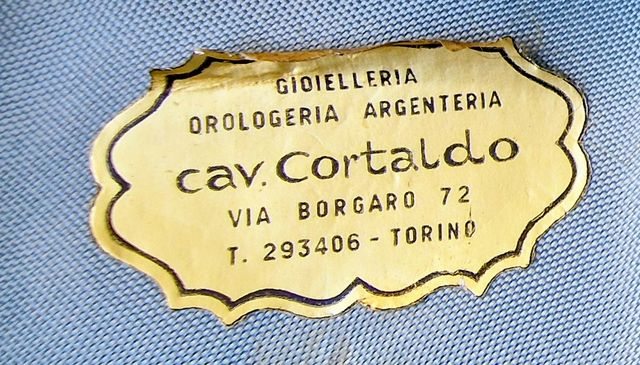 GIOIELLERIA
OROLOGERIA ARGENTERIA
cav. Cortaldo
VIA BORGARO 72
T. 293406 - TORINO